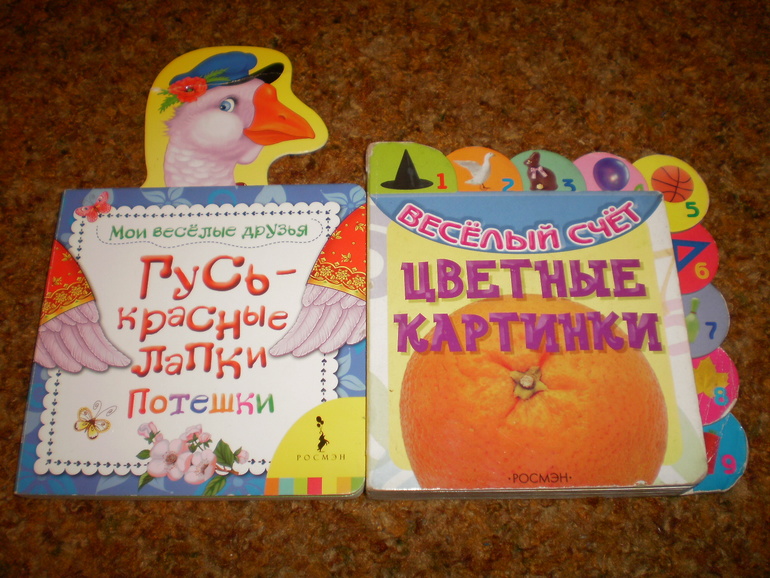 Мои весёлые друзья
Гусь-
красные
лапки
Потешки
РОСМЭН
1
2
3
5
6
7
8
9
ВЕСЁЛЫЙ СЧЁТ
ЦВЕТНЫЕ
КАРТИНКИ
·РОСМЭН·